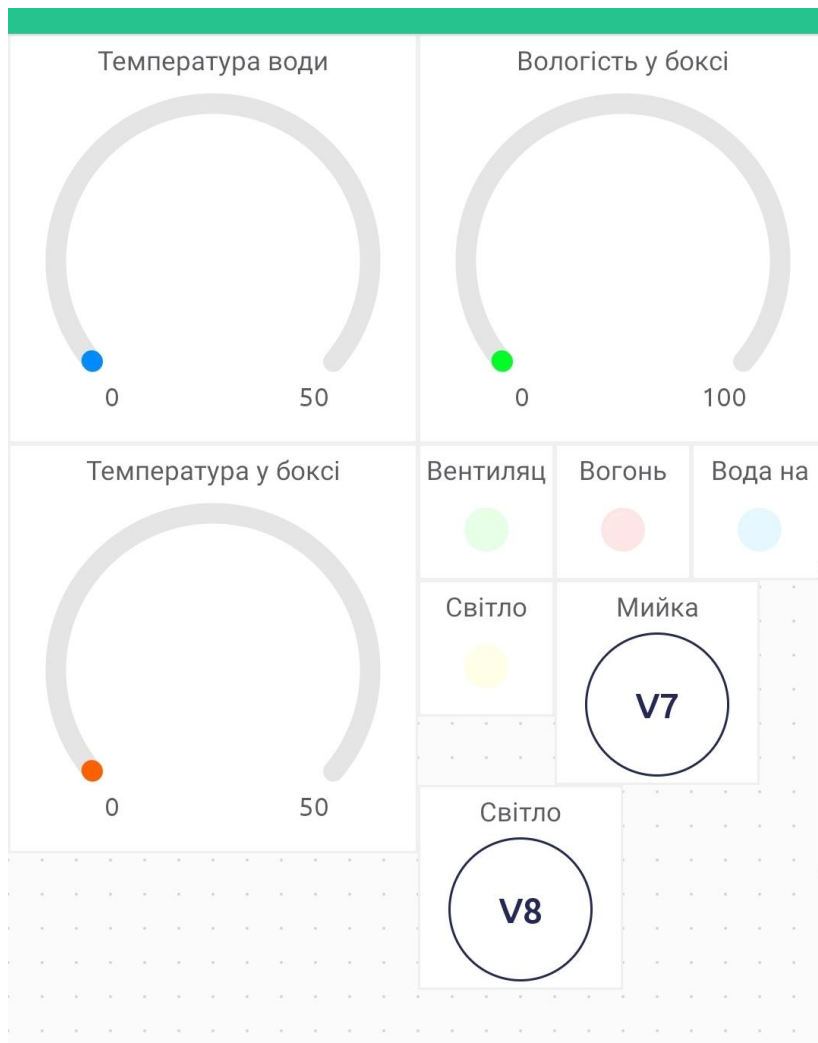 Температура води
Вологість у боксі
0
50
0
100
Температура у боксі
0
50
Вентиляц
Вогонь
Вода на
Світло
Мийка
V7
Світло
V8